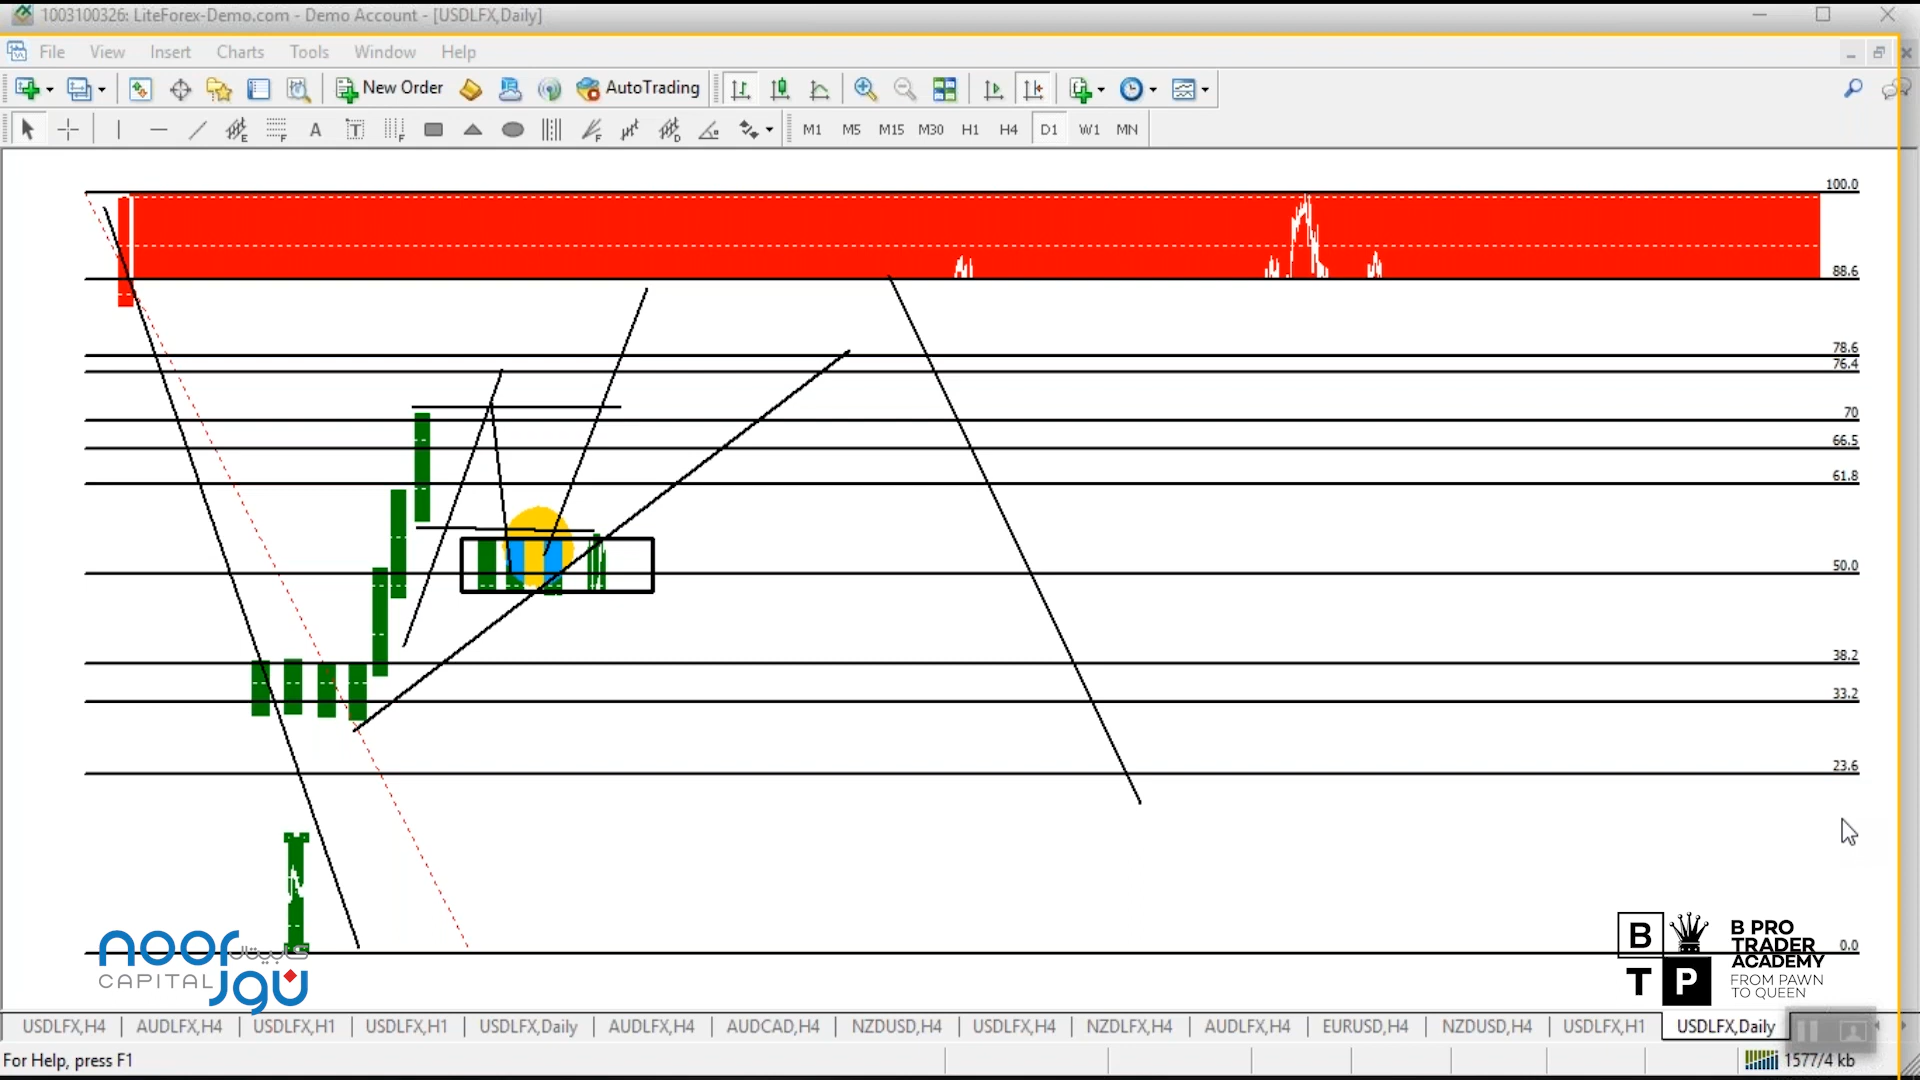 1003100326: LiteForex-Demo.com - Demo Account - [USDLFX,Daily]
File View Insert Charts Tools Window Help
New Order AutoTrading
A T M1 M5 M15 M30 H1 H4 D1 W1 MN
100.0
88.6
78.6
76.4
70
66.5
61.8
50.0
38.2
33.2
23.6
0.0
noor كابيتال
CAPITAL نور
B T P
B PRO
TRADER
ACADEMY
FROM PAWN
TO QUEEN
USDLFX,H4 AUDLFX,H4 USDLFX,H1 USDLFX,H1 USDLFX,Daily AUDLFX,H4 AUDCAD,H4 NZDUSD,H4 USDLFX,H4 NZDLFX,H4 AUDLFX,H4 EURUSD,H4 NZDUSD,H4 USDLFX,H1 USDLFX,Daily
For Help, press F1 1577/4 kb